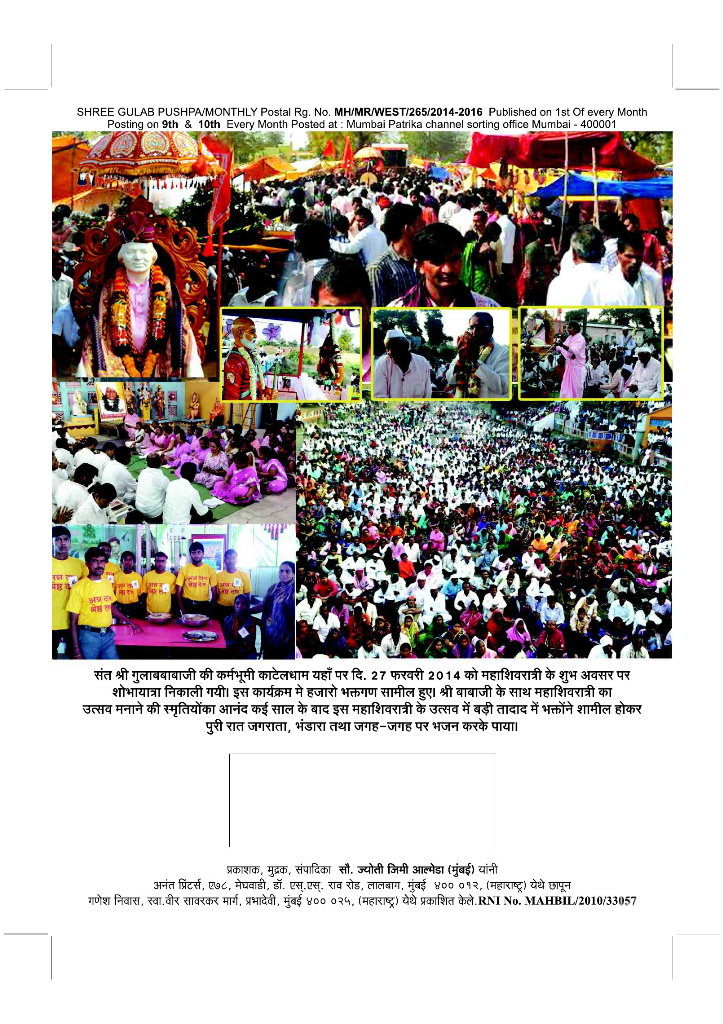 SHREE GULAB PUSHPA/MONTHLY Postal Rg. No. MH/MR/WEST/265/2014-2016 Published on 1st Of every Month
Posting on 9th & 10th Every Month Posted at : Mumbai Patrika channel sorting office Mumbai - 400001
संत श्री गुलाबबाबाजी की कर्मभूमी काटेलधाम यहाँ पर दि. 27 फरवरी 2014 को महाशिवरात्री के शुभ अवसर पर
शोभायात्रा निकाली गयी। इस कार्यक्रम मे हजारो भक्तगण सामील हुए। श्री बाबाजी के साथ महाशिवरात्री का
उत्सव मनाने की स्मृतियोंका आनंद कई साल के बाद इस महाशिवरात्री के उत्सव में बड़ी तादाद में भक्तोंने शामील होकर
पुरी रात जगराता, भंडारा तथा जगह-जगह पर भजन करके पाया।
प्रकाशक, मुद्रक, संपादिका सौ. ज्योती जिमी आल्मेडा (मुंबई) यांनी
अनंत प्रिंटर्स, ए७८, मेघवाडी, डॉ. एस्.एस्. राव रोड, लालबाग, मुंबई ४०० ०१२, (महाराष्ट्र) येथे छापून
गणेश निवास, स्वा.वीर सावरकर मार्ग, प्रभादेवी, मुंबई ४०० ०२५, (महाराष्ट्र) येथे प्रकाशित केले.RNI No. MAHBIL/2010/33057